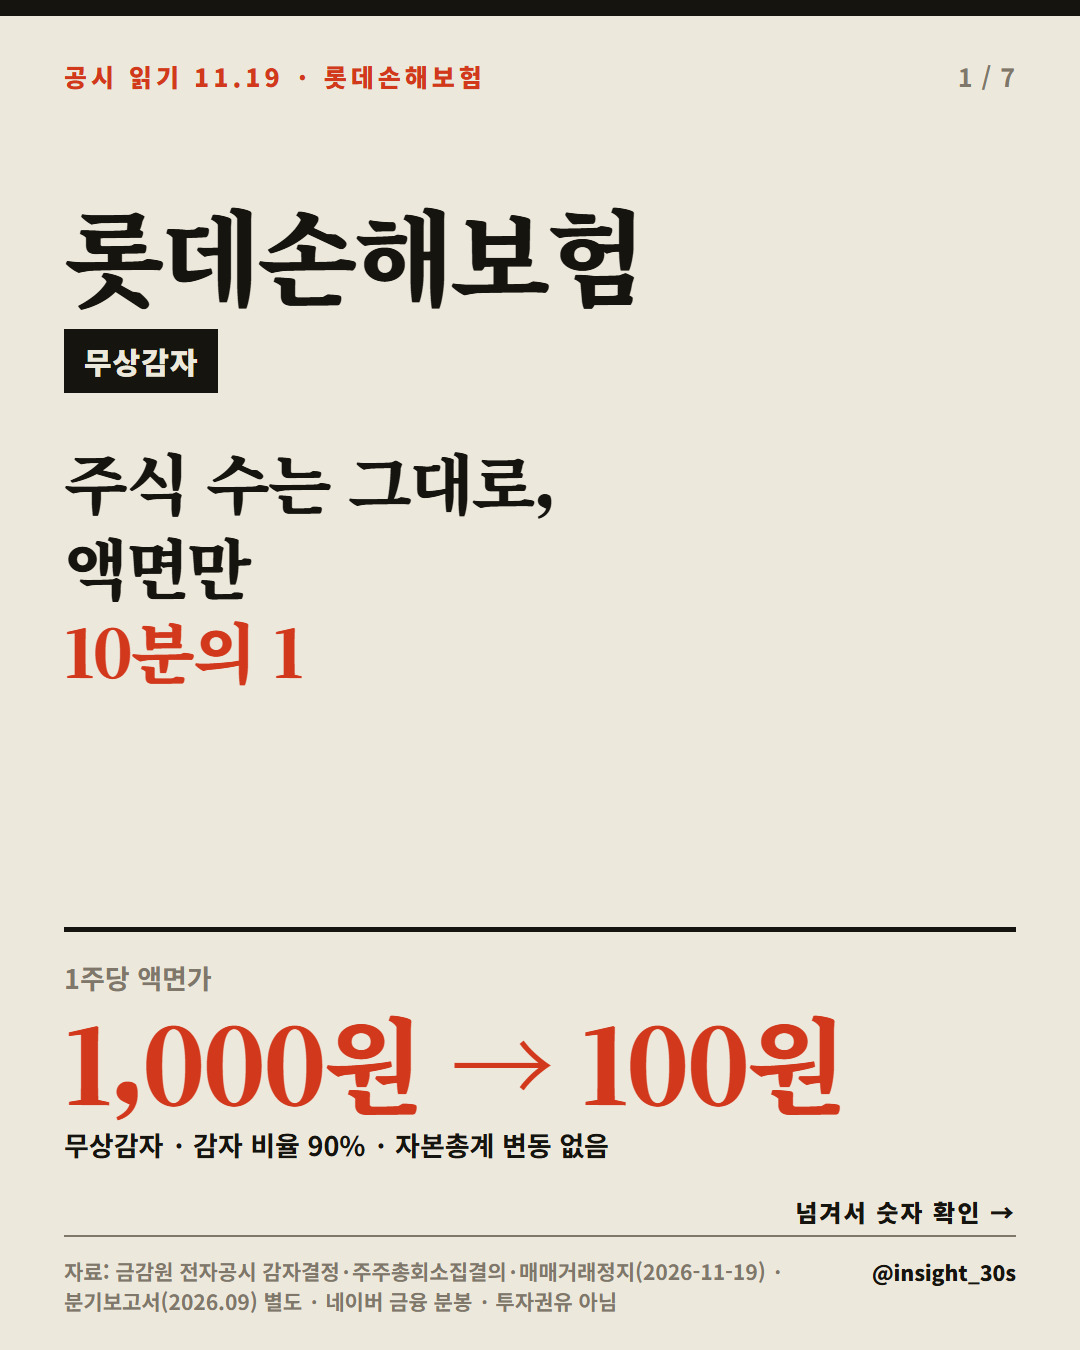 공시 읽기 11.19 · 롯데손해보험
1 / 7
롯데손해보험
무상감자
주식 수는 그대로,
액면만
10분의 1
1주당 액면가
1,000원 → 100원
무상감자 · 감자 비율 90% · 자본총계 변동 없음
넘겨서 숫자 확인 →
자료: 금감원 전자공시 감자결정·주주총회소집결의·매매거래정지(2026-11-19) ·
분기보고서(2026.09) 별도 · 네이버 금융 분봉 · 투자권유 아님
@insight_30s